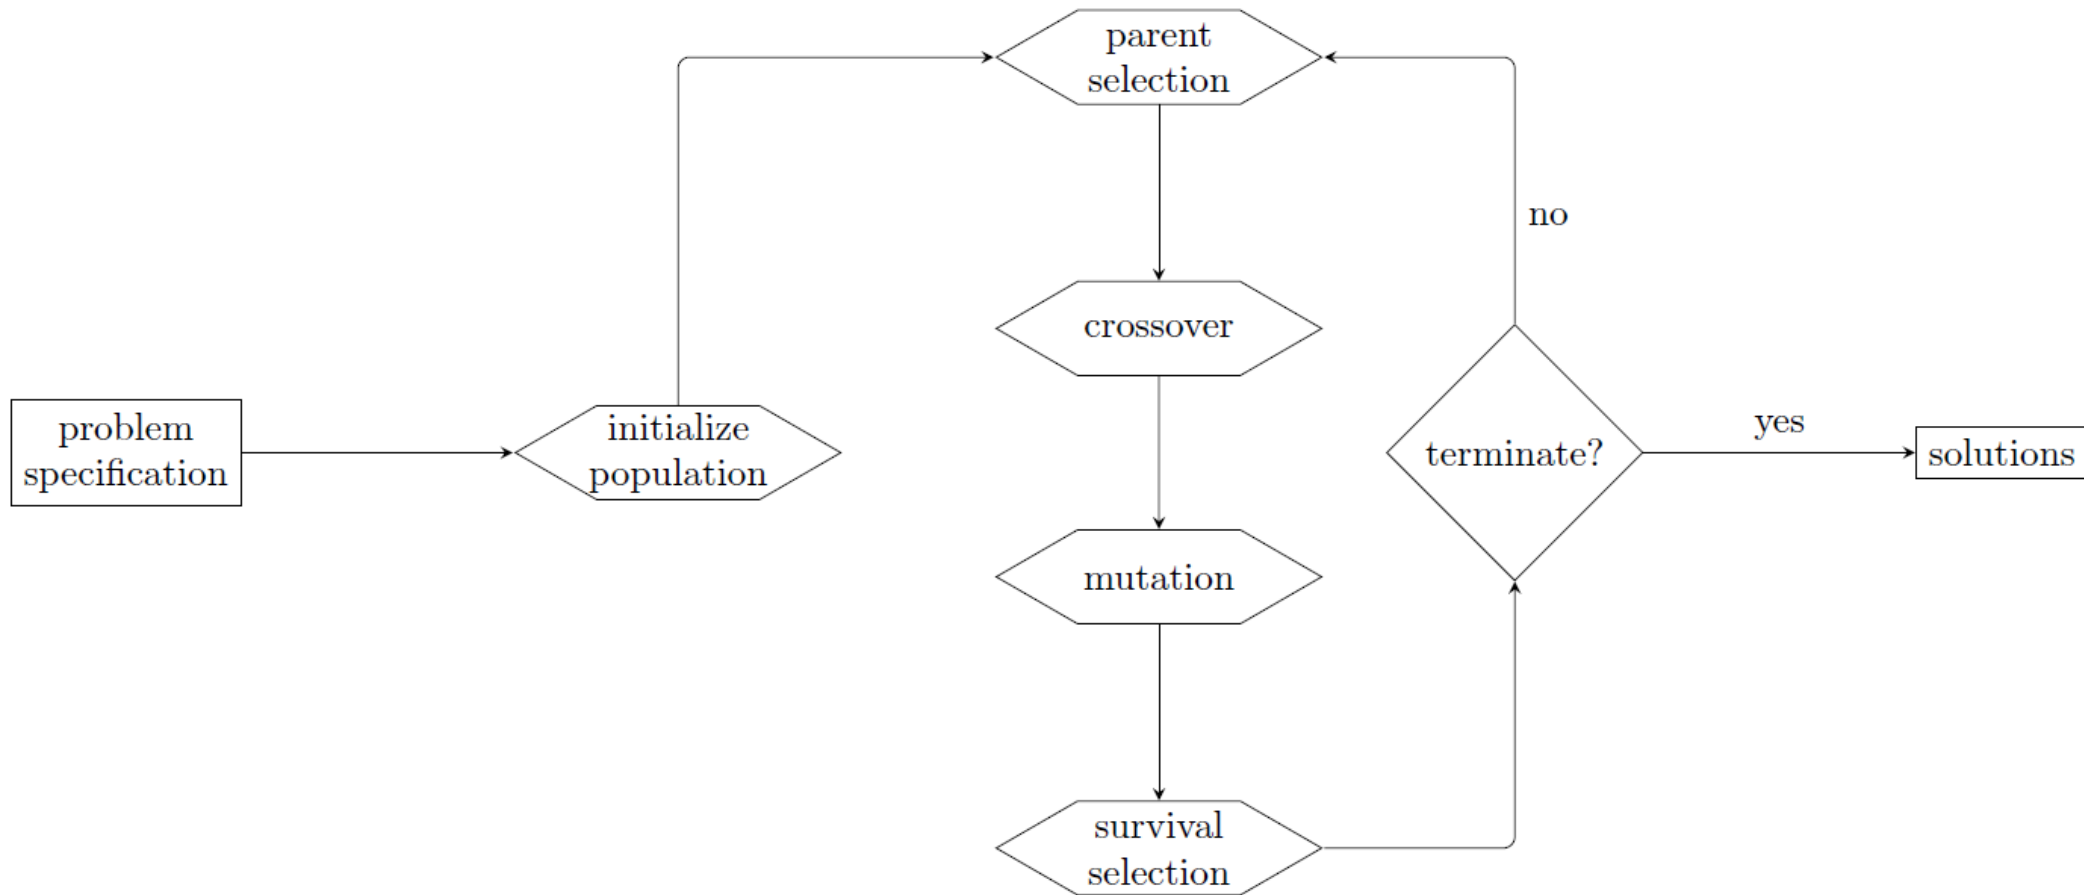 problem
specification
initialize
population
parent
selection
crossover
mutation
survival
selection
terminate?
no
yes
solutions